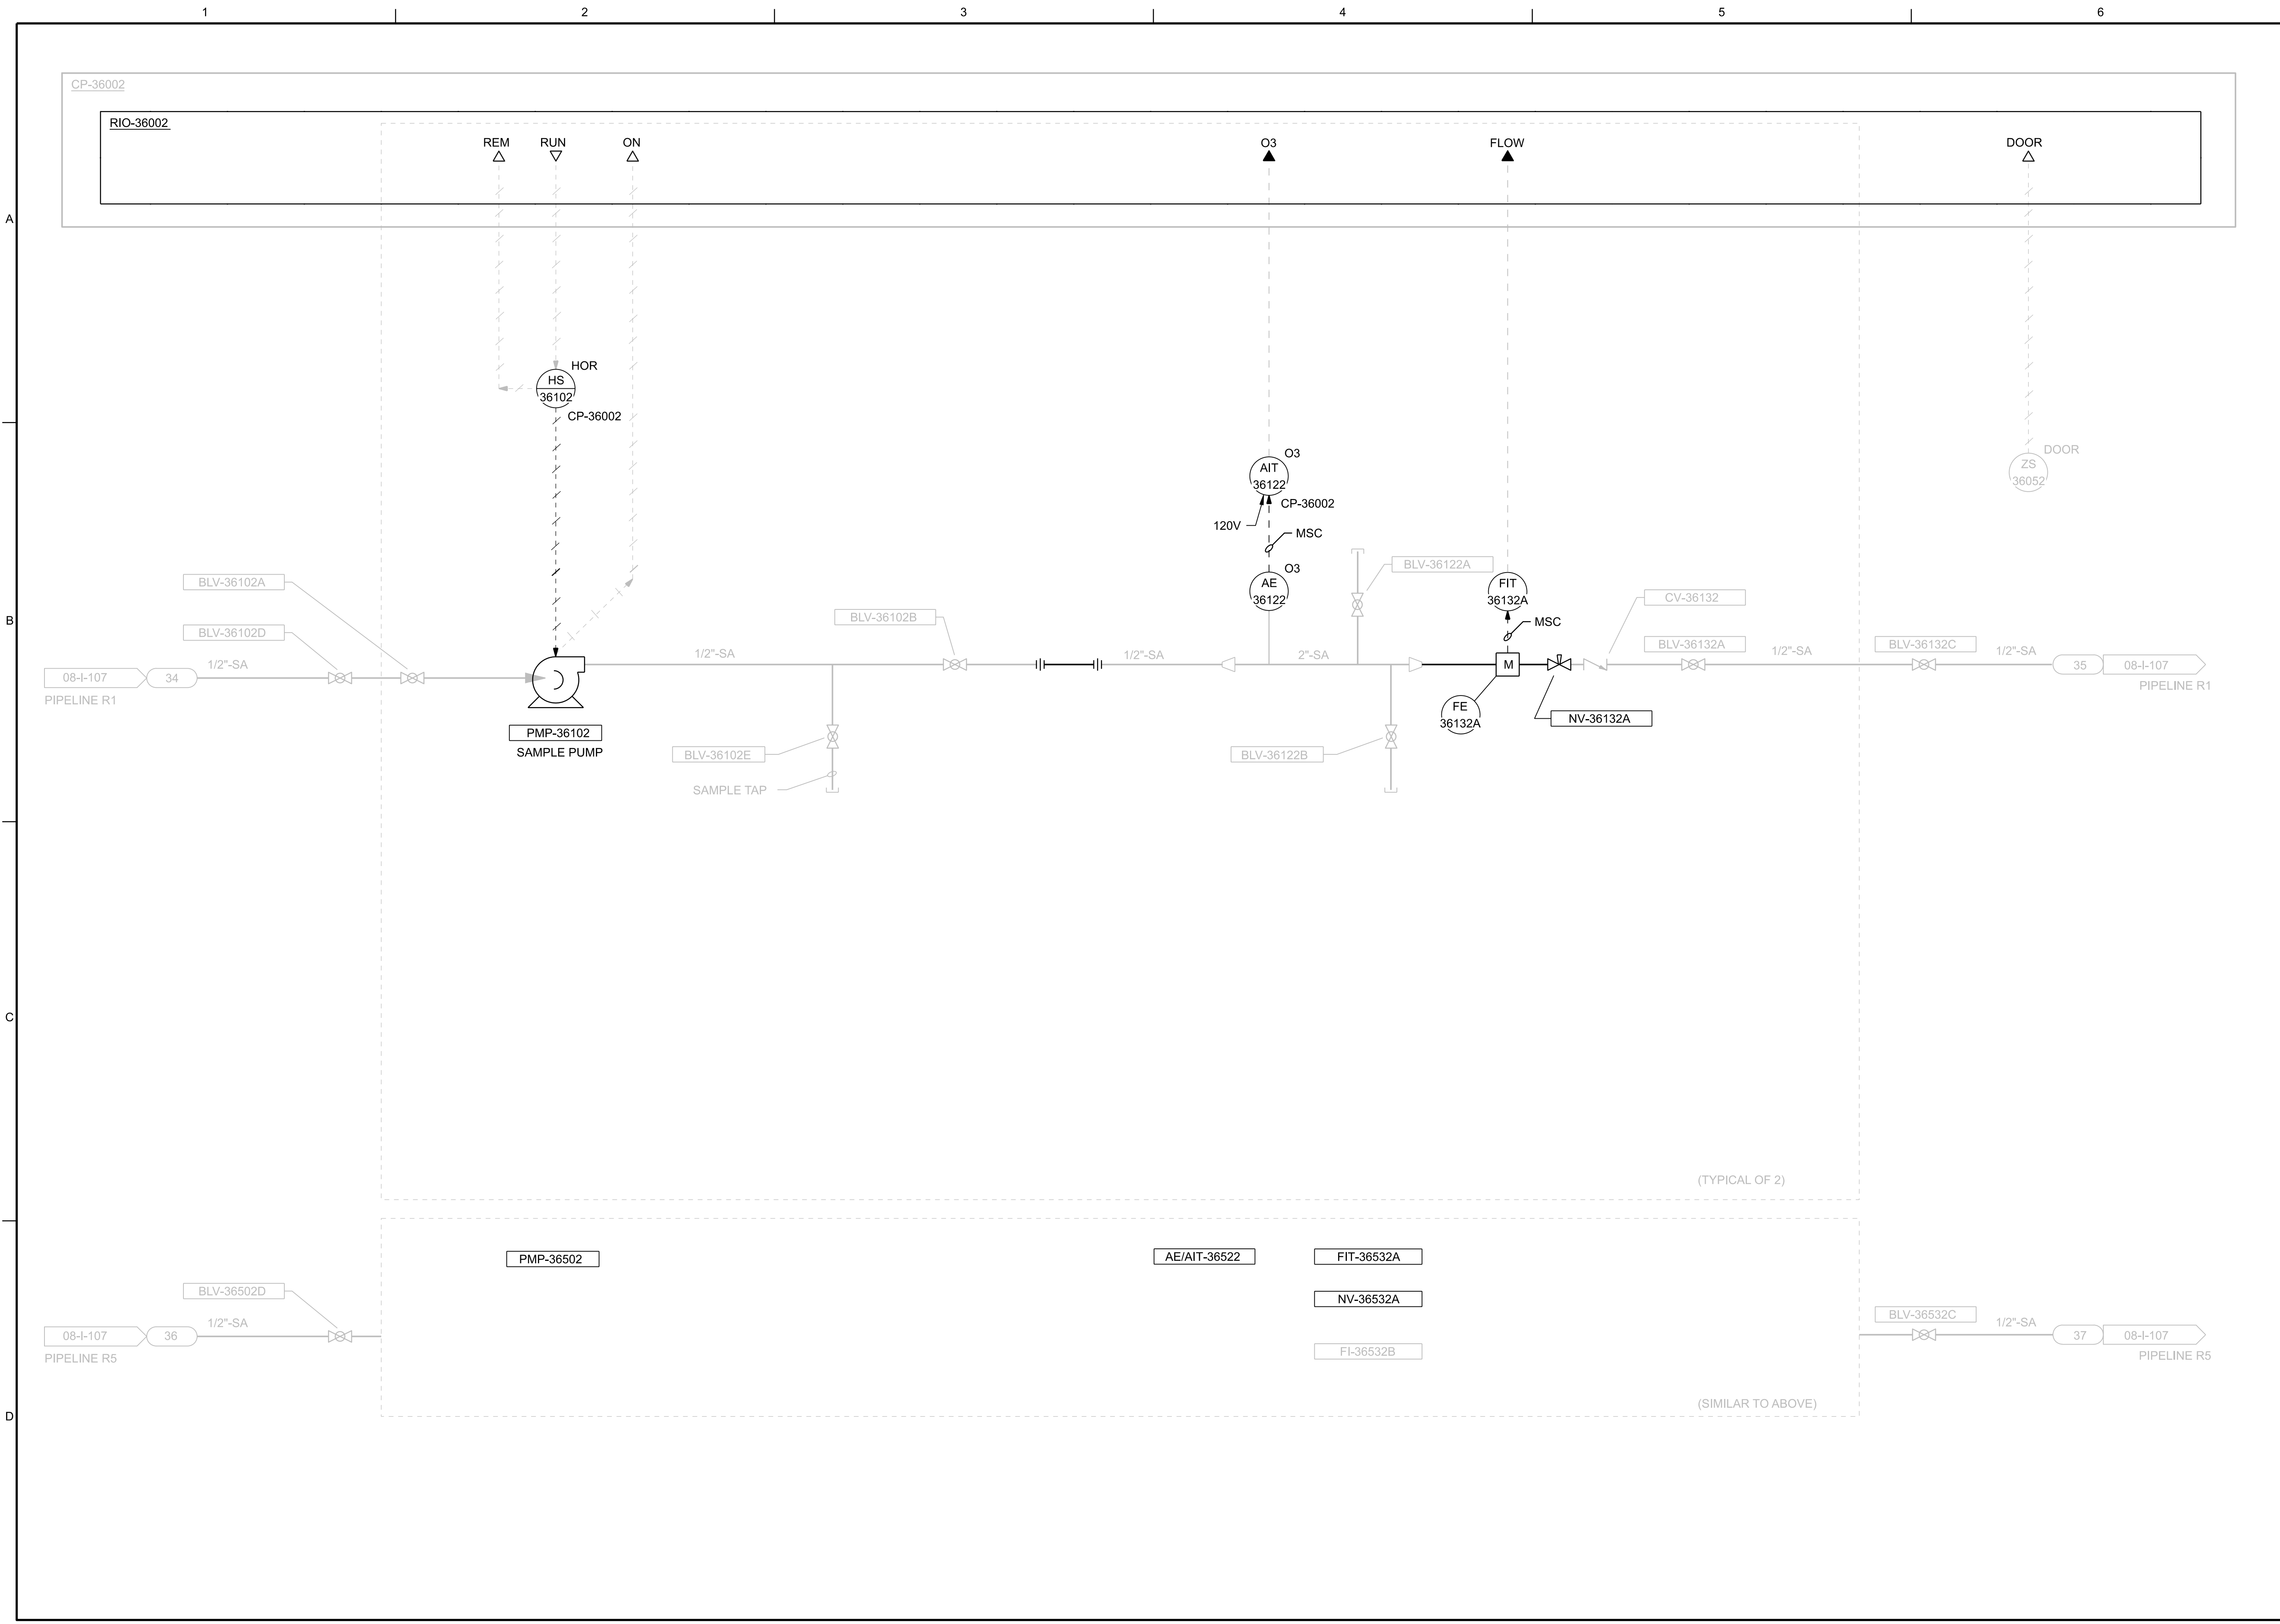 1 2 3 4 5 6
CP-36002
RIO-36002
REM RUN ON O3 FLOW DOOR
A
HOR
HS
36102
CP-36002
O3
AIT
36122
CP-36002
120V
MSC
DOOR
ZS
36052
O3
AE
36122
BLV-36122A
FIT
36132A
MSC
BLV-36102A
BLV-36102D
B
BLV-36102B
CV-36132
BLV-36132A
BLV-36132C
08-I-107 34 1/2"-SA
PIPELINE R1
1/2"-SA
1/2"-SA
2"-SA
M
1/2"-SA
1/2"-SA
35 08-I-107
PIPELINE R1
FE
36132A
NV-36132A
PMP-36102
SAMPLE PUMP
BLV-36102E
SAMPLE TAP
BLV-36122B
C
(TYPICAL OF 2)
PMP-36502
AE/AIT-36522
FIT-36532A
NV-36532A
FI-36532B
BLV-36502D
1/2"-SA
08-I-107 36
PIPELINE R5
BLV-36532C
1/2"-SA
37 08-I-107
PIPELINE R5
(SIMILAR TO ABOVE)
D